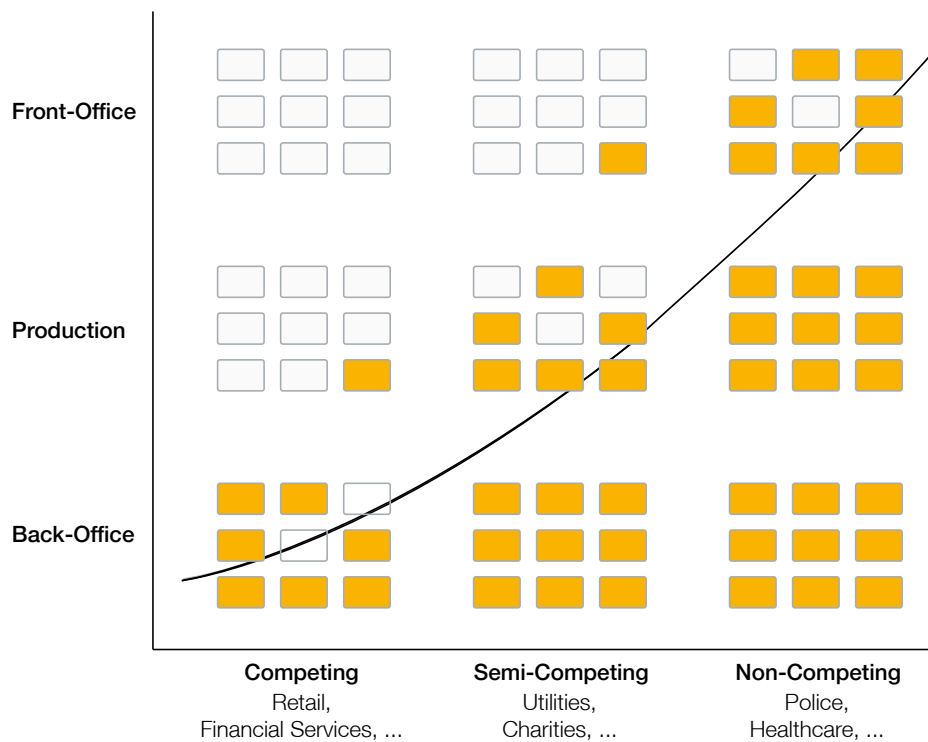 Front-Office
Production
Back-Office
Competing
Retail,
Financial Services, ...
Semi-Competing
Utilities,
Charities, ...
Non-Competing
Police,
Healthcare, ...